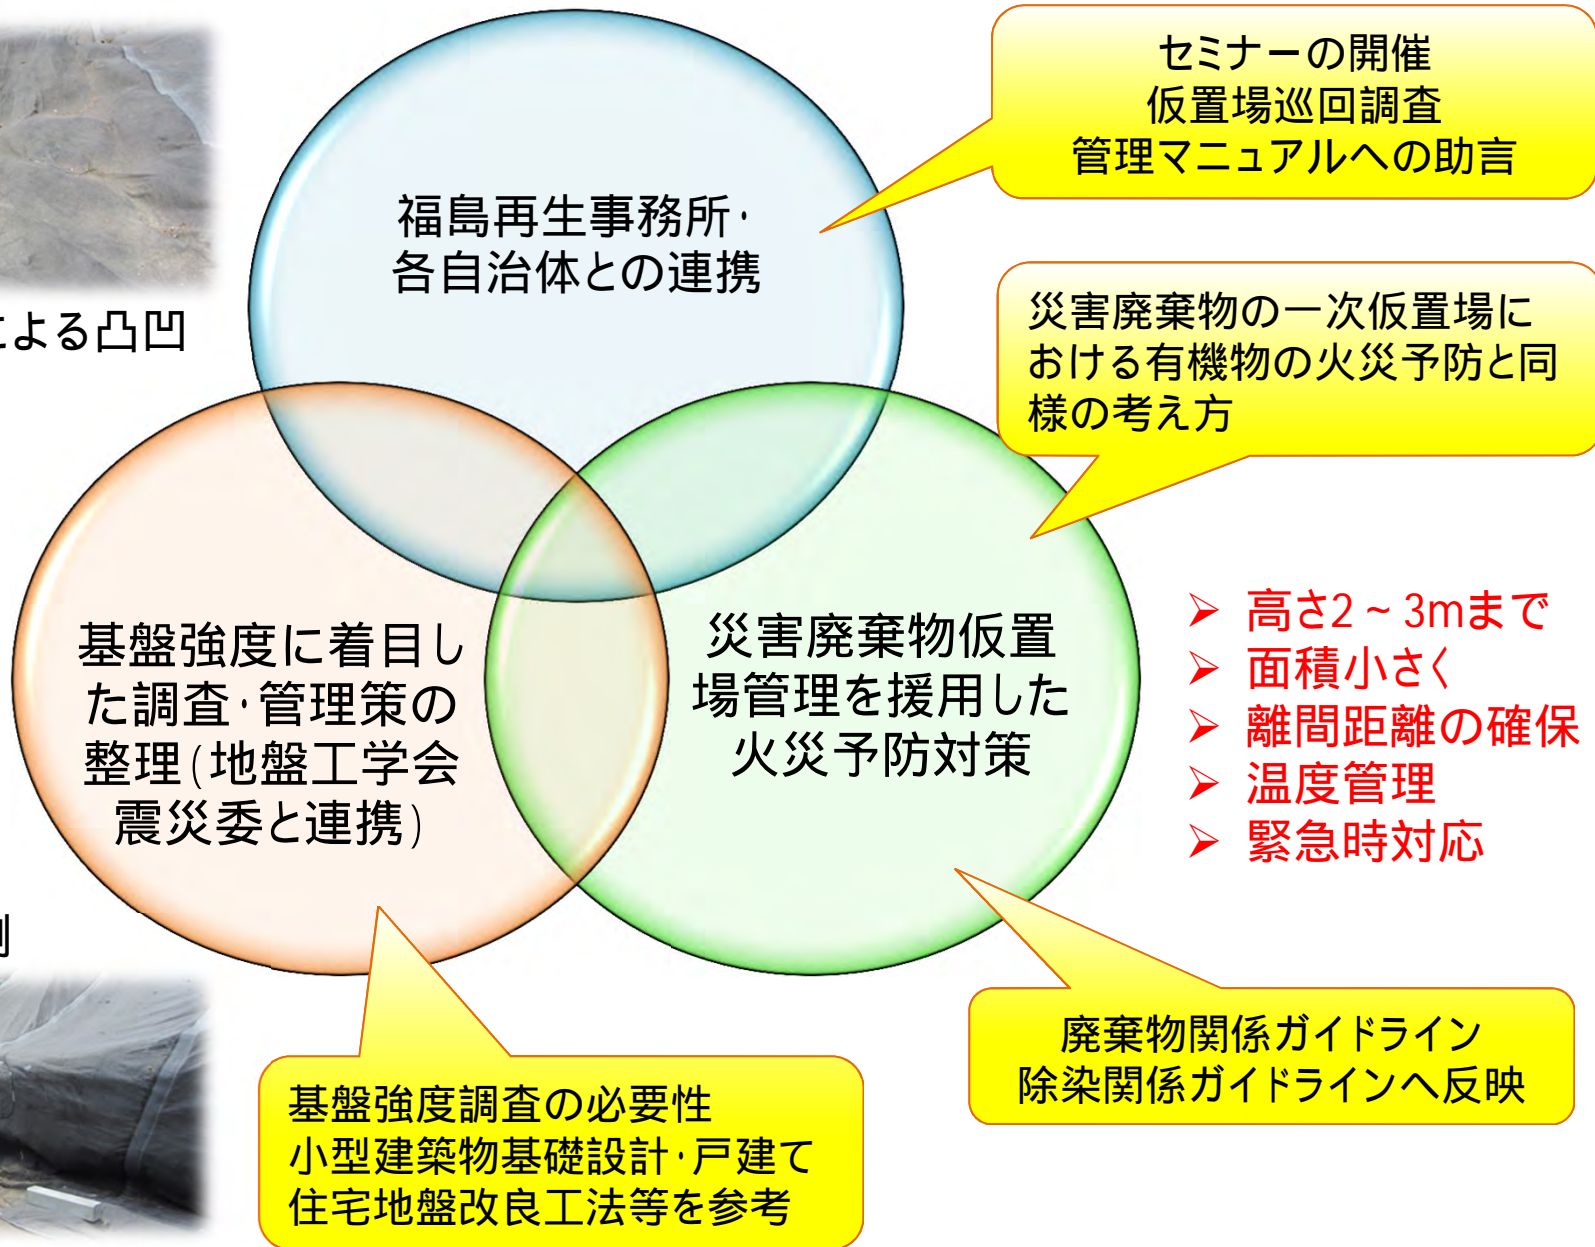 セミナーの開催
仮置場巡回調査
管理マニュアルへの助言
福島再生事務所・
各自治体との連携
による凸凹
災害廃棄物の一次仮置場に
おける有機物の火災予防と同
様の考え方
基盤強度に着目し
た調査・管理策の
整理(地盤工学会
震災委と連携)
災害廃棄物仮置
場管理を援用した
火災予防対策
➢ 高さ2~3mまで
➢ 面積小さく
➢ 離間距離の確保
➢ 温度管理
➢ 緊急時対応
廃棄物関係ガイドライン
除染関係ガイドラインへ反映
基盤強度調査の必要性
小型建築物基礎設計・戸建て
住宅地盤改良工法等を参考